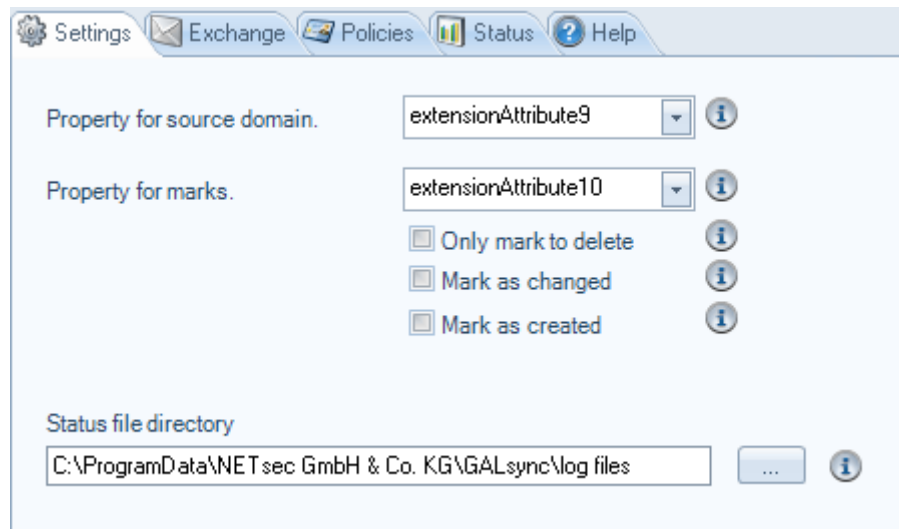 Settings Exchange Policies Status Help
Property for source domain. extensionAttribute9
Property for marks. extensionAttribute10
Only mark to delete
Mark as changed
Mark as created
Status file directory
C:\ProgramData\NETsec GmbH & Co. KG\GALsync\log files ...